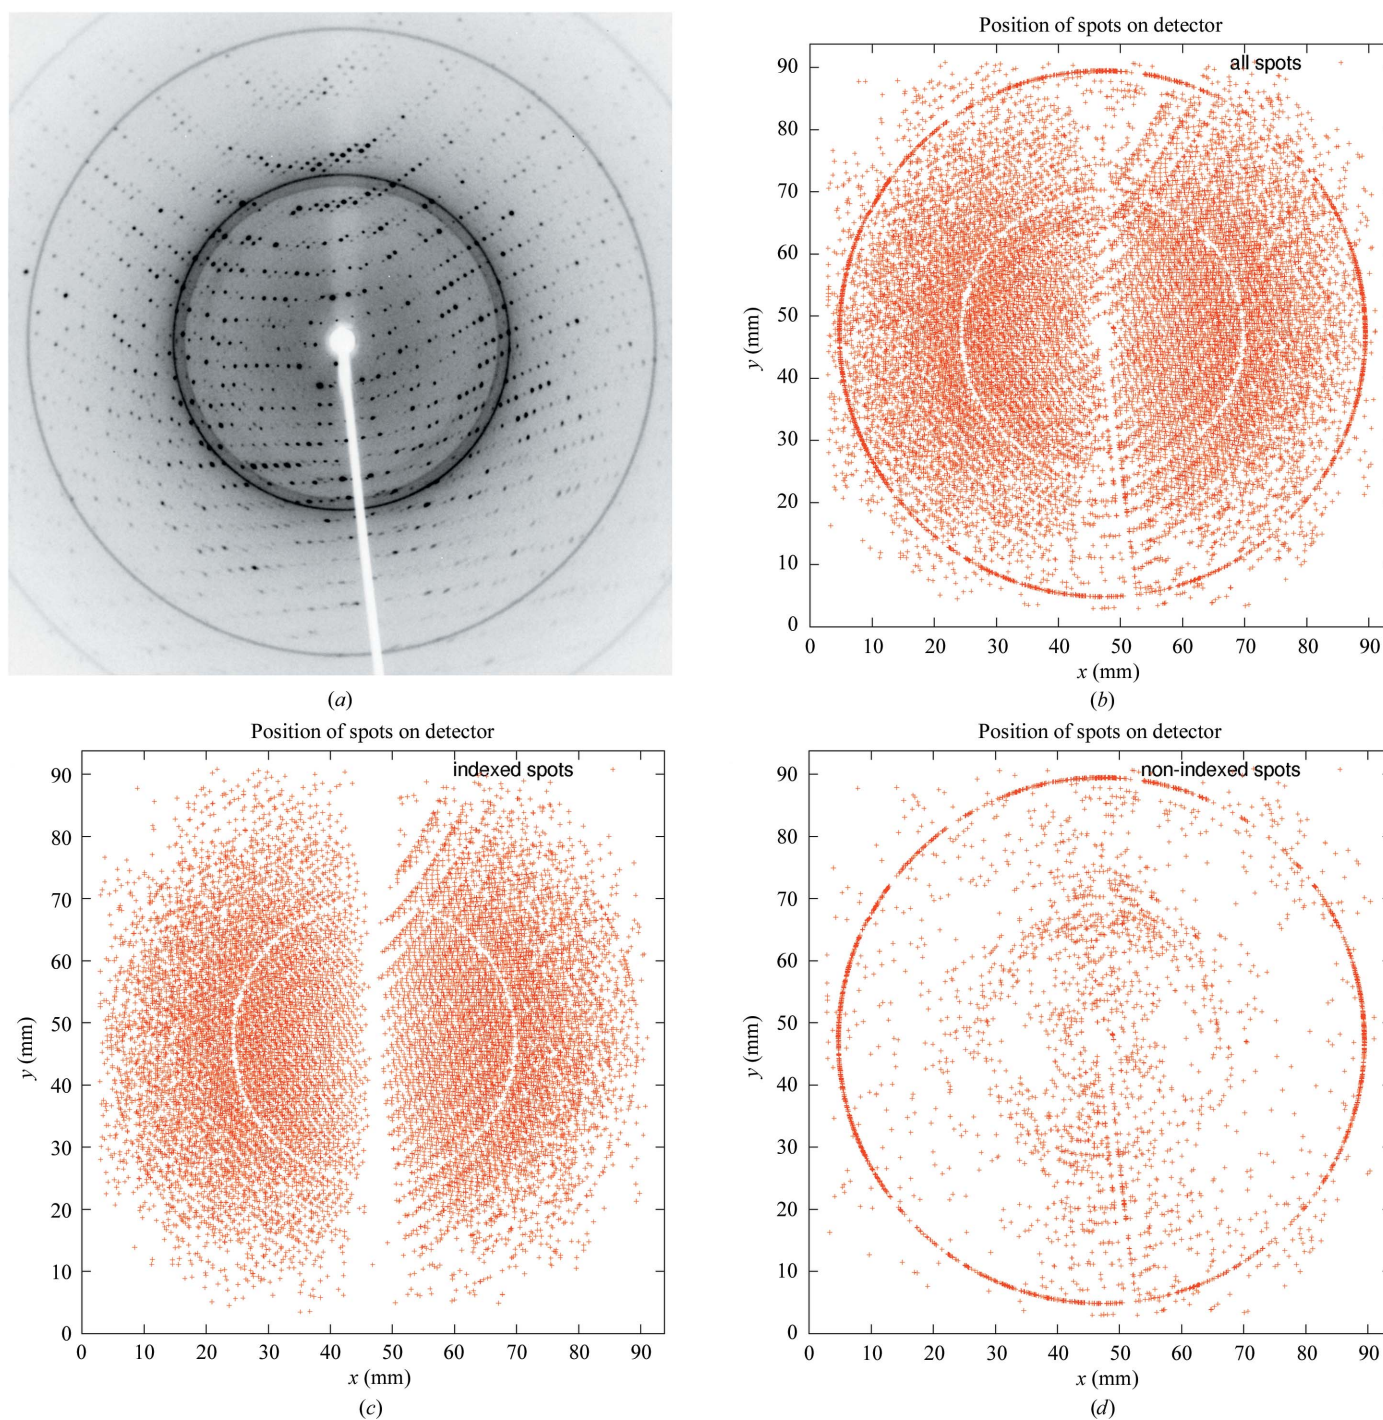 Position of spots on detector
all spots
90
80
70
60
50
40
30
20
10
0
y (mm)
0 10 20 30 40 50 60 70 80 90
x (mm)
(a)
(b)
Position of spots on detector
indexed spots
90
80
70
60
50
40
30
20
10
0
y (mm)
0 10 20 30 40 50 60 70 80 90
x (mm)
(c)
Position of spots on detector
non-indexed spots
90
80
70
60
50
40
30
20
10
0
y (mm)
0 10 20 30 40 50 60 70 80 90
x (mm)
(d)